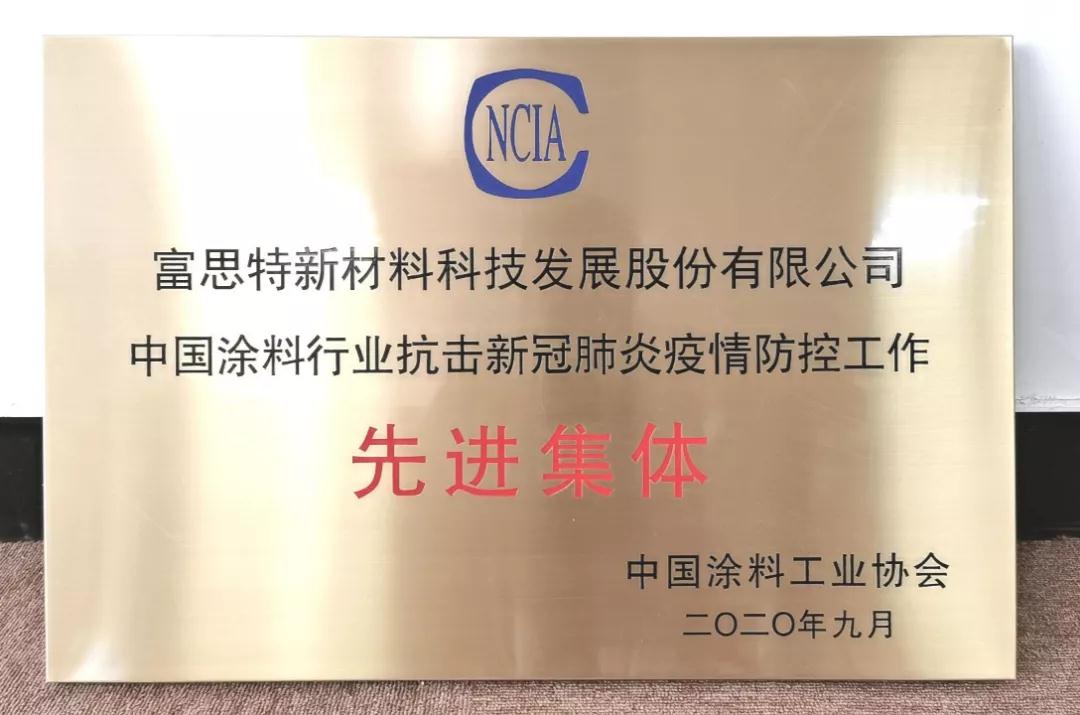 NCIA
富思特新材料科技发展股份有限公司
中国涂料行业抗击新冠肺炎疫情防控工作
先进集体
中国涂料工业协会
二〇二〇年九月